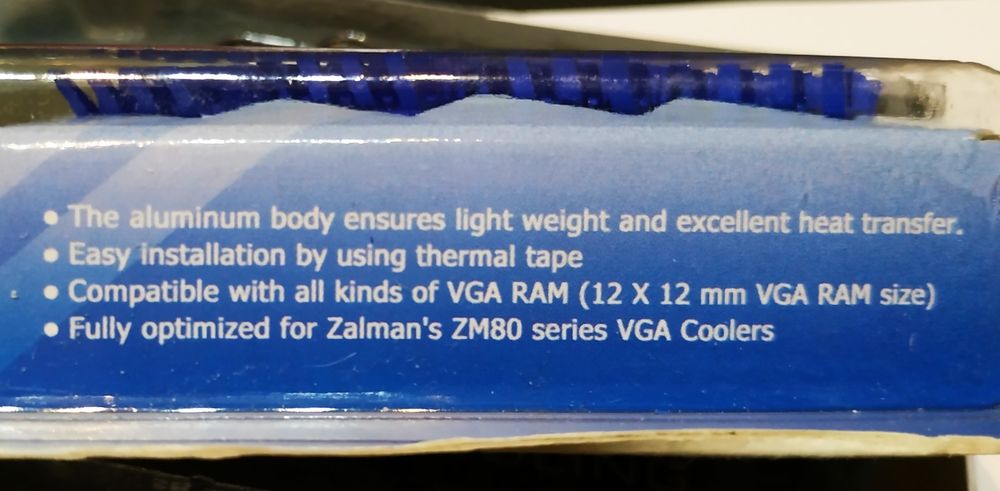 • The aluminum body ensures light weight and excellent heat transfer.
• Easy installation by using thermal tape
• Compatible with all kinds of VGA RAM (12 X 12 mm VGA RAM size)
• Fully optimized for Zalman's ZM80 series VGA Coolers